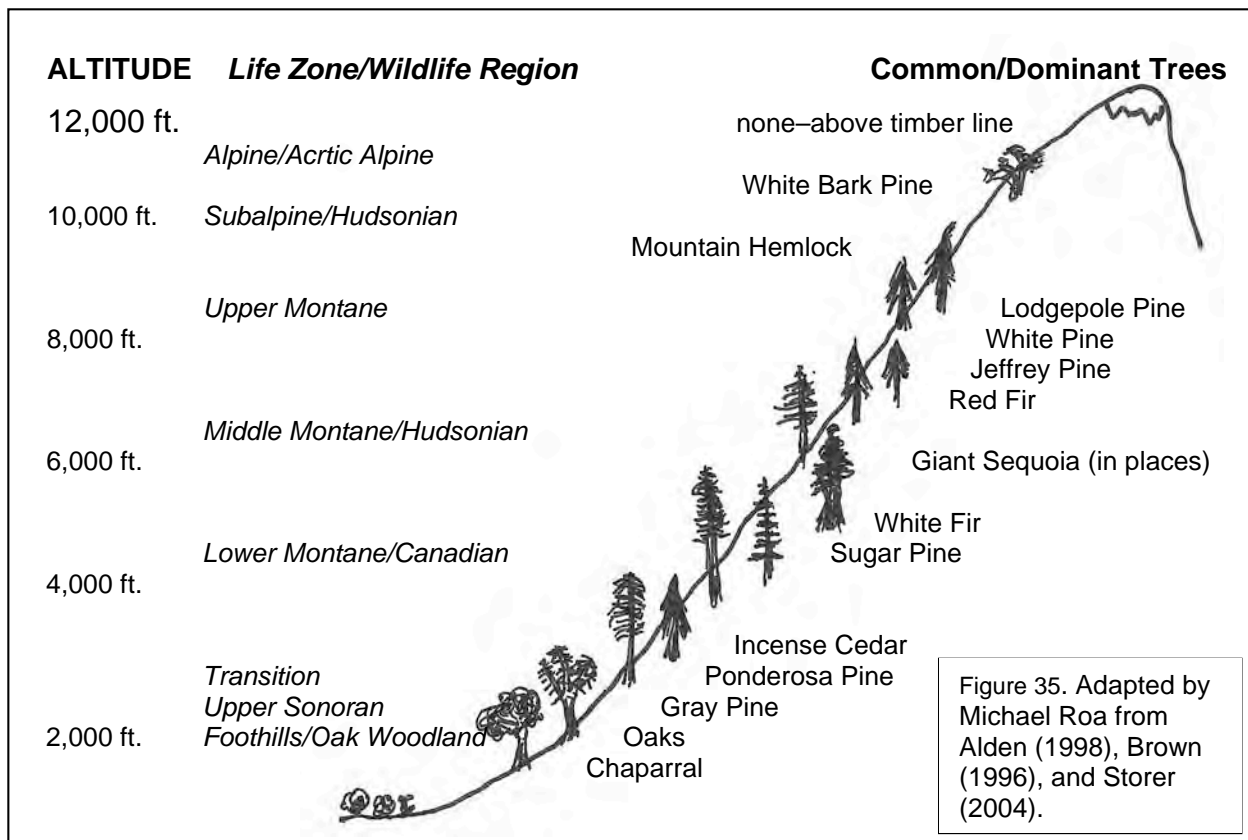 ALTITUDE Life Zone/Wildlife Region Common/Dominant Trees
12,000 ft. none–above timber line
Alpine/Acrtic Alpine
White Bark Pine
10,000 ft. Subalpine/Hudsonian
Mountain Hemlock
Upper Montane Lodgepole Pine
8,000 ft. White Pine
Jeffrey Pine
Red Fir
Middle Montane/Hudsonian
6,000 ft. Giant Sequoia (in places)
White Fir
Lower Montane/Canadian Sugar Pine
4,000 ft.
Incense Cedar
Transition Ponderosa Pine
Upper Sonoran Gray Pine
2,000 ft. Foothills/Oak Woodland Oaks
Chaparral
Figure 35. Adapted by
Michael Roa from
Alden (1998), Brown
(1996), and Storer
(2004).